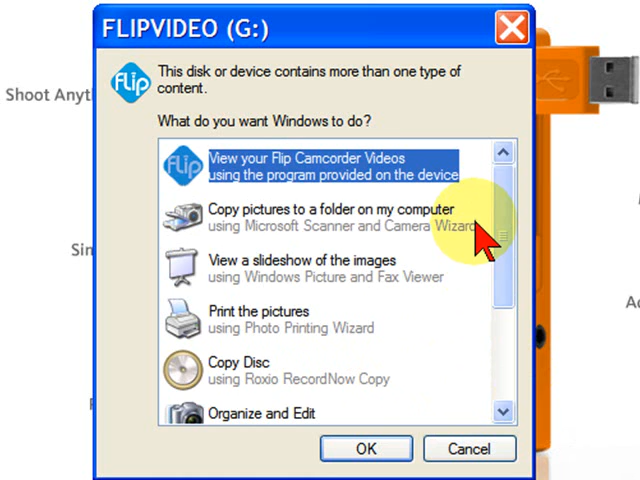 FLIPVIDEO (G:)
Flip
This disk or device contains more than one type of
content.
What do you want Windows to do?
Flip
View your Flip Camcorder Videos
using the program provided on the device
Copy pictures to a folder on my computer
using Microsoft Scanner and Camera Wizard
View a slideshow of the images
using Windows Picture and Fax Viewer
Print the pictures
using Photo Printing Wizard
Copy Disc
using Roxio RecordNow Copy
Organize and Edit
OK
Cancel
Shoot